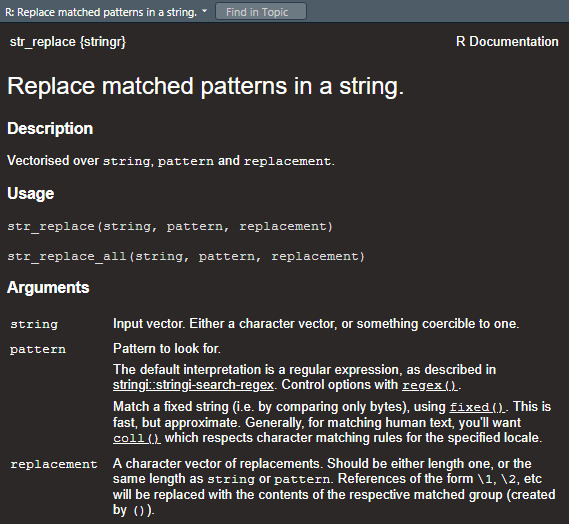 R: Replace matched patterns in a string. Find in Topic
str_replace {stringr} R Documentation
Replace matched patterns in a string.
Description
Vectorised over string, pattern and replacement.
Usage
str_replace(string, pattern, replacement)
str_replace_all(string, pattern, replacement)
Arguments
string Input vector. Either a character vector, or something coercible to one.
pattern Pattern to look for.
The default interpretation is a regular expression, as described in
stringi::stringi-search-regex. Control options with regex().
Match a fixed string (i.e. by comparing only bytes), using fixed(). This is
fast, but approximate. Generally, for matching human text, you'll want
coll() which respects character matching rules for the specified locale.
replacement A character vector of replacements. Should be either length one, or the
same length as string or pattern. References of the form \1, \2, etc
will be replaced with the contents of the respective matched group (created
by ()).